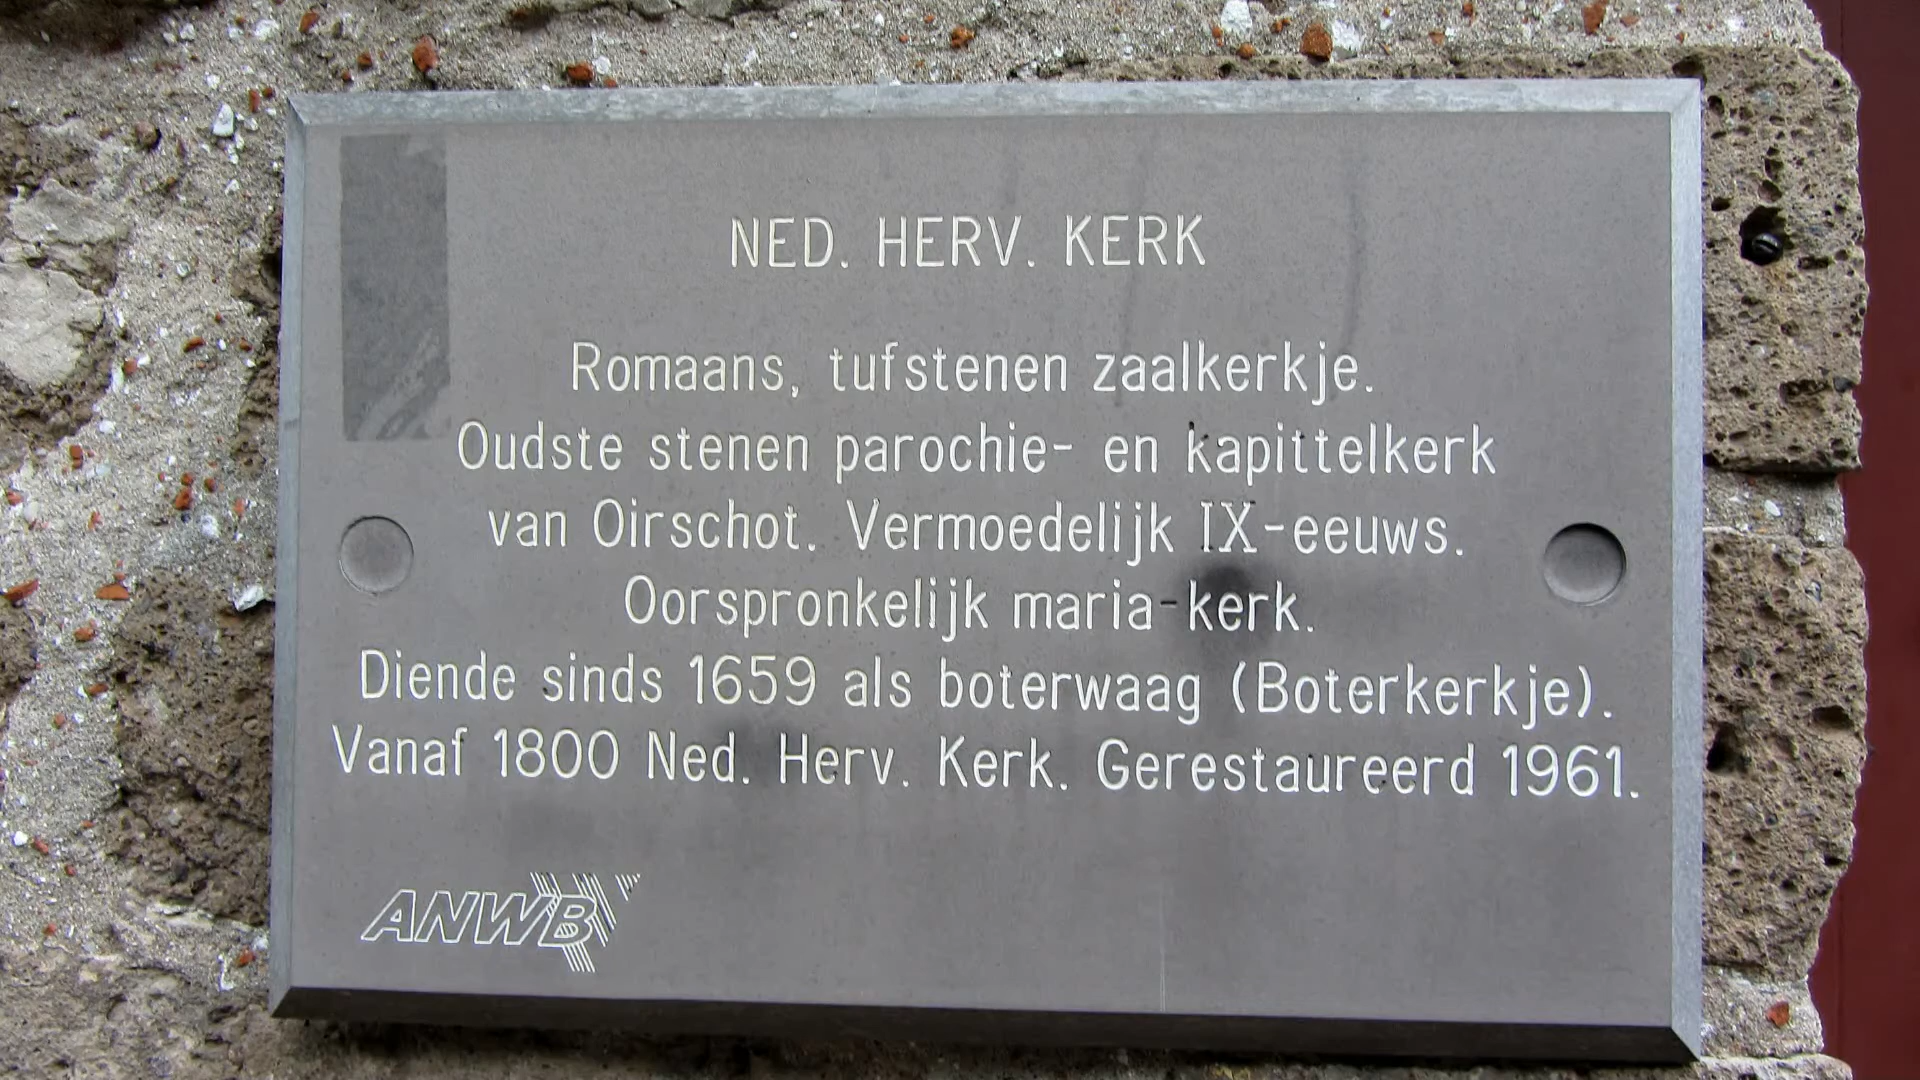 NED. HERV. KERK
Romaans, tufstenen zaalkerkje.
Oudste stenen parochie- en kapittelkerk
van Oirschot. Vermoedelijk IX-eeuws.
Oorspronkelijk maria-kerk.
Diende sinds 1659 als boterwaag (Boterkerkje).
Vanaf 1800 Ned. Herv. Kerk. Gerestaureerd 1961.
ANWB